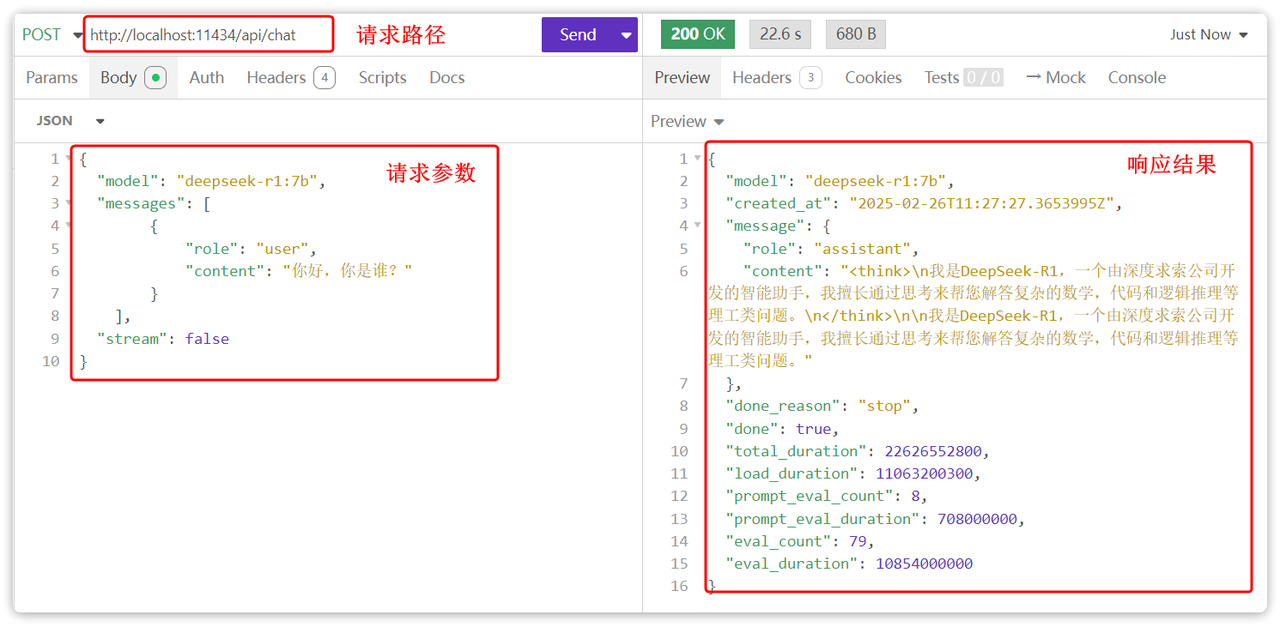 POST http://localhost:11434/api/chat 请求路径 Send 200 OK 22.6 s 680 B Just Now
Params Body Auth Headers 4 Scripts Docs Preview Headers 3 Cookies Tests 0 / 0 → Mock Console
JSON
Preview
请求参数
1 {
2 "model": "deepseek-r1:7b",
3 "messages": [
4 {
5 "role": "user",
6 "content": "你好，你是谁？"
7 }
8 ],
9 "stream": false
10 }
响应结果
1 {
2 "model": "deepseek-r1:7b",
3 "created_at": "2025-02-26T11:27:27.3653995Z",
4 "message": {
5 "role": "assistant",
6 "content": "<think>\n我是DeepSeek-R1，一个由深度求索公司开
发的智能助手，我擅长通过思考来帮您解答复杂的数学，代码和逻辑推理等
理工类问题。\n</think>\n\n我是DeepSeek-R1，一个由深度求索公司开
发的智能助手，我擅长通过思考来帮您解答复杂的数学，代码和逻辑推理等
理工类问题。"
7 },
8 "done_reason": "stop",
9 "done": true,
10 "total_duration": 22626552800,
11 "load_duration": 11063200300,
12 "prompt_eval_count": 8,
13 "prompt_eval_duration": 708000000,
14 "eval_count": 79,
15 "eval_duration": 10854000000
16 }